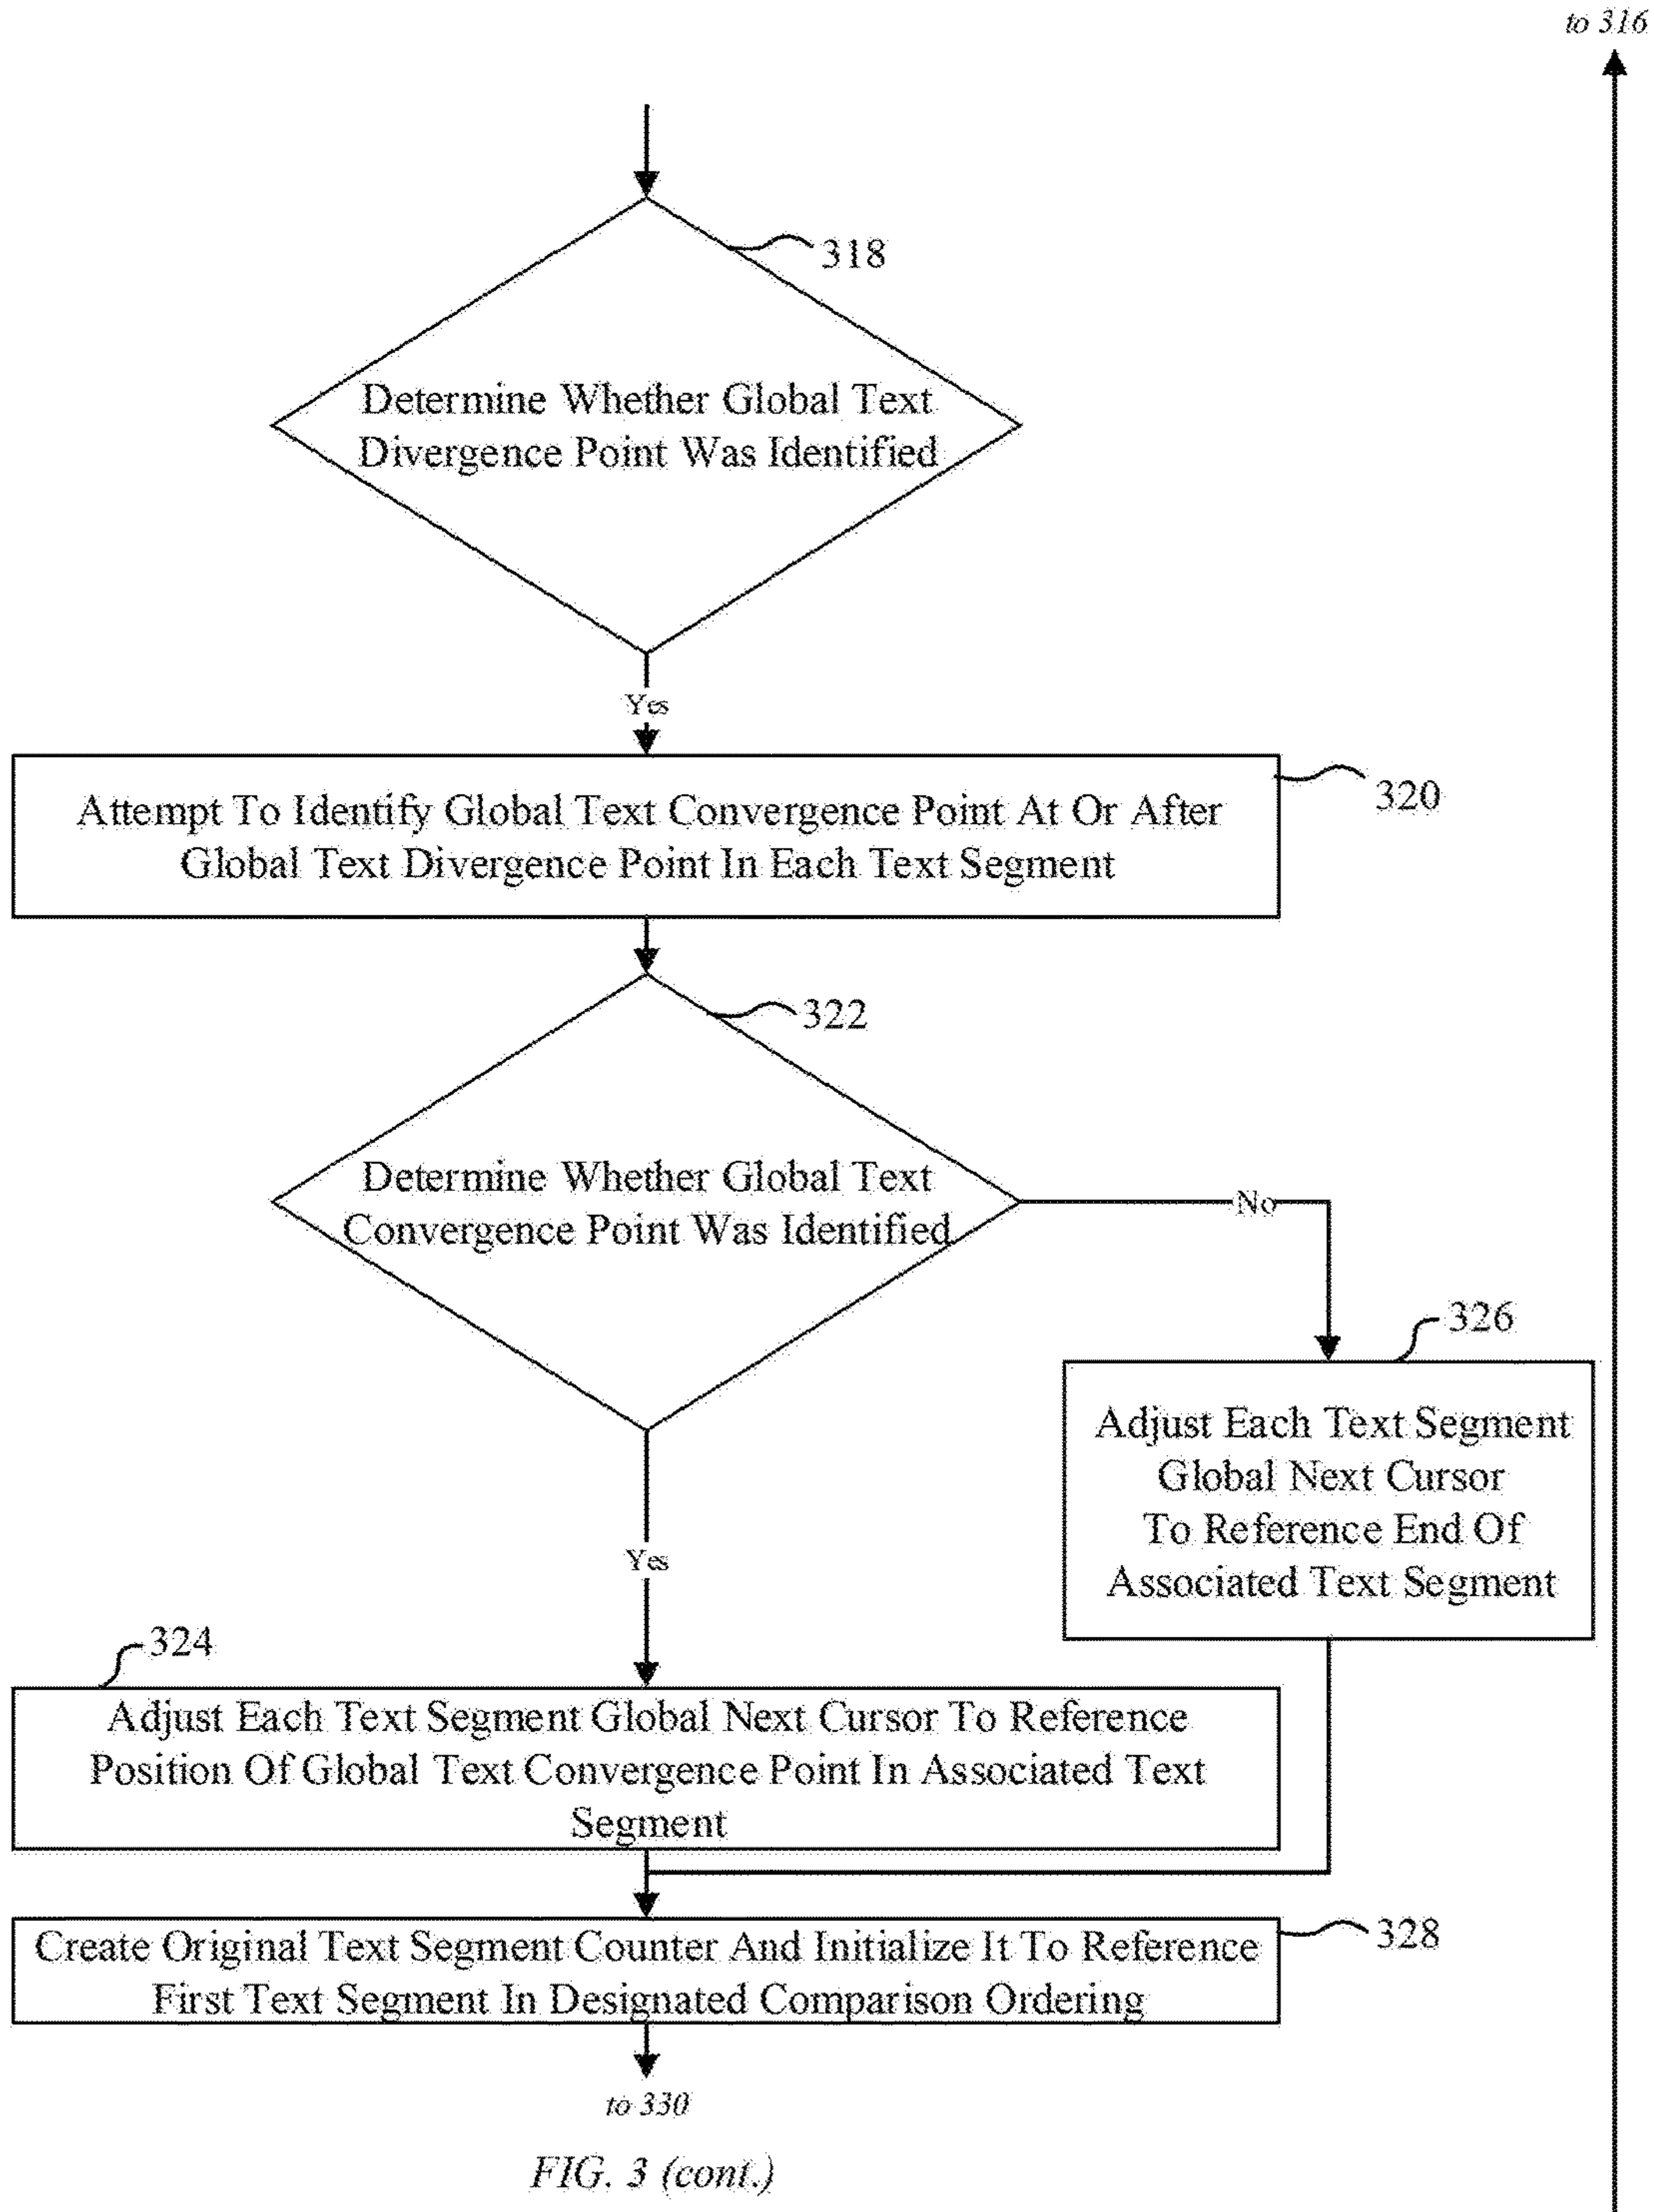 to 316
318
Determine Whether Global Text
Divergence Point Was Identified
Yes
320
Attempt To Identify Global Text Convergence Point At Or After
Global Text Divergence Point In Each Text Segment
322
Determine Whether Global Text
Convergence Point Was Identified
No
326
Adjust Each Text Segment
Global Next Cursor
To Reference End Of
Associated Text Segment
Yes
324
Adjust Each Text Segment Global Next Cursor To Reference
Position Of Global Text Convergence Point In Associated Text
Segment
328
Create Original Text Segment Counter And Initialize It To Reference
First Text Segment In Designated Comparison Ordering
to 330
FIG. 3 (cont.)